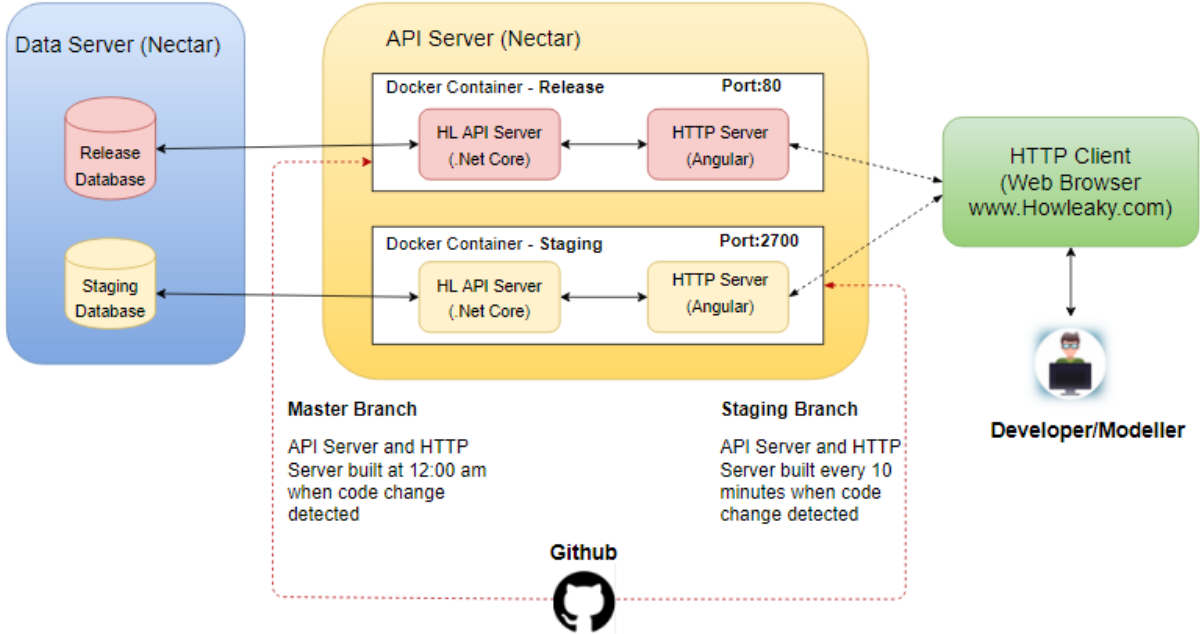 Data Server (Nectar)
Release
Database
Staging
Database
API Server (Nectar)
Docker Container - Release
Port:80
HL API Server
(.Net Core)
HTTP Server
(Angular)
Docker Container - Staging
Port:2700
HL API Server
(.Net Core)
HTTP Server
(Angular)
HTTP Client
(Web Browser
www.Howleaky.com)
Developer/Modeller
Master Branch
API Server and HTTP
Server built at 12:00 am
when code change
detected
Staging Branch
API Server and HTTP
Server built every 10
minutes when code
change detected
Github